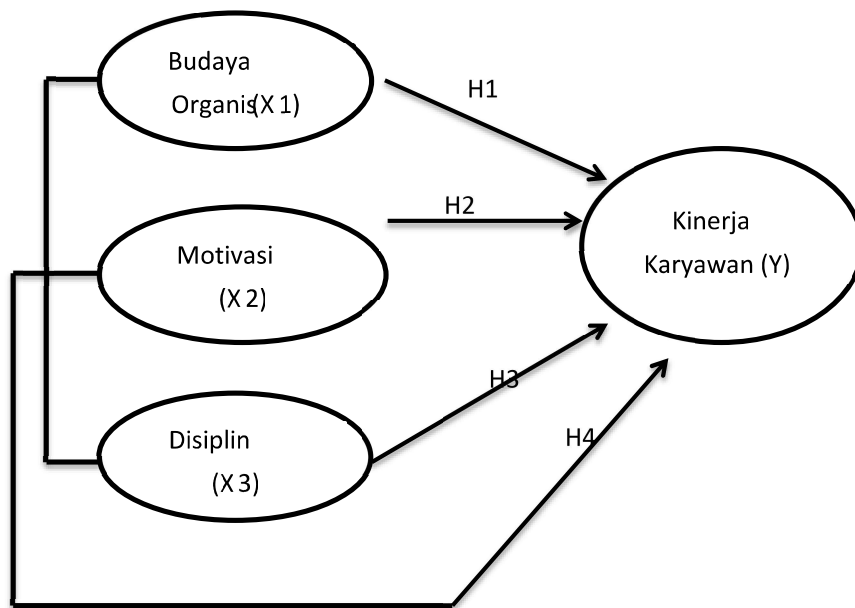 Budaya
Organis(X 1)
H1
H2
Motivasi
(X 2)
Kinerja
Karyawan (Y)
H3
Disiplin
(X 3)
H4